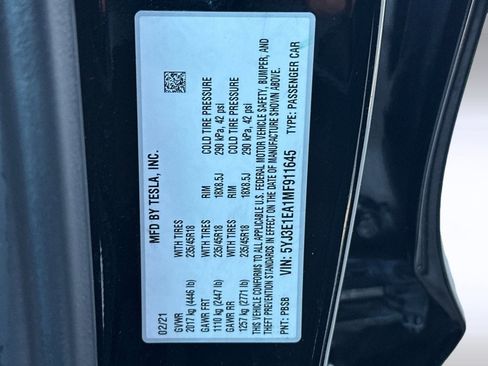 MFD BY TESLA, INC.
02/21
GVWR WITH TIRES RIM COLD TIRE PRESSURE
2017 kg (4446 lb) 235/45R18 18X8.5J 290 kPa, 42 psi
GAWR FRT WITH TIRES RIM COLD TIRE PRESSURE
1110 kg (2447 lb) 235/45R18 18X8.5J 290 kPa, 42 psi
GAWR RR
1257 kg (2771 lb)
THIS VEHICLE CONFORMS TO ALL APPLICABLE U.S. FEDERAL MOTOR VEHICLE SAFETY, BUMPER, AND
THEFT PREVENTION STANDARDS IN EFFECT ON THE DATE OF MANUFACTURE SHOWN ABOVE.
VIN: 5YJ3E1EA1MF911645
PNT: PBSB TYPE: PASSENGER CAR